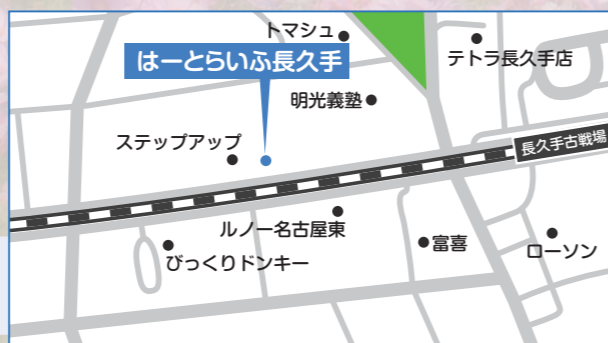 トマシュ
はーとらいふ長久手
テトラ長久手店
明光義塾
ステップアップ
長久手古戦場
ルノー名古屋東
富喜
ローソン
びっくりドンキー